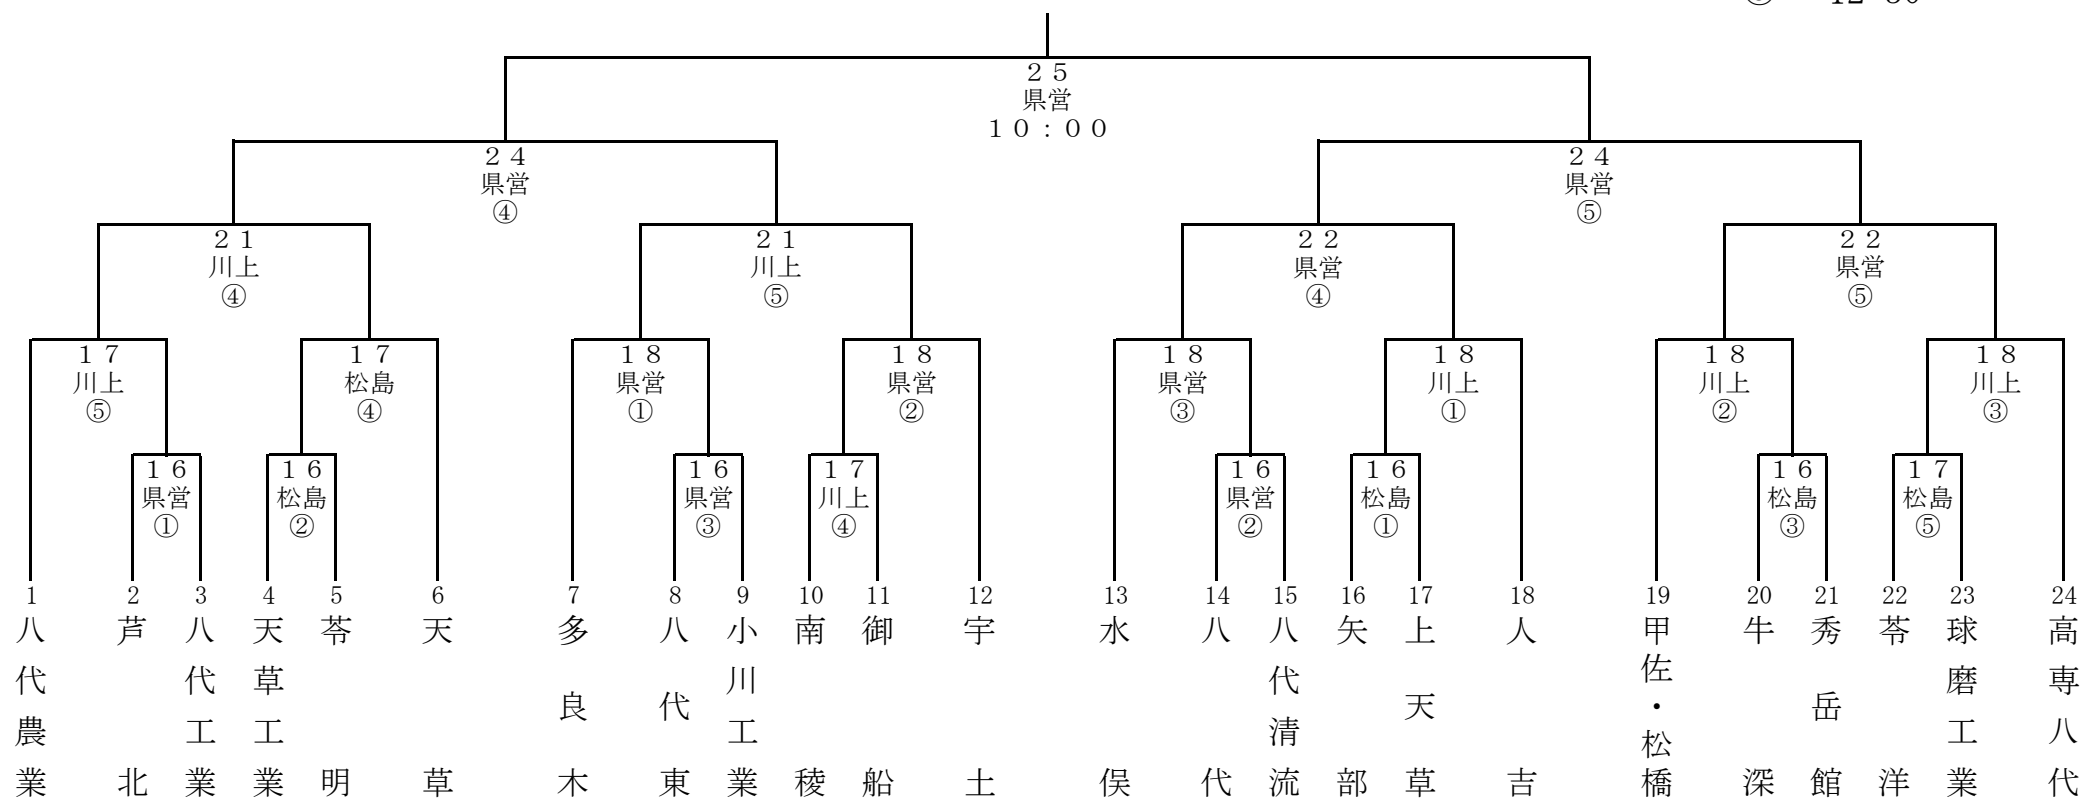 ２５
県営
１０：００
２４
県営
④
２４
県営
⑤
２１
川上
④
２１
川上
⑤
２２
県営
④
２２
県営
⑤
１７
川上
⑤
１７
松島
④
１８
県営
①
１８
県営
②
１８
県営
③
１８
川上
①
１８
川上
②
１８
川上
③
１６
県営
①
１６
松島
②
１６
県営
③
１７
川上
④
１６
県営
②
１６
松島
①
１６
松島
③
１７
松島
⑤
1
八代農業
2
芦北
3
八代工業
4
天草工業
5
苓明
6
天草
7
多良木
8
八代東
9
小川工業
10
南稜
11
御船
12
宇土
13
水俣
14
八代
15
八代清流
16
矢部
17
上天草
18
人吉
19
甲佐・松橋
20
牛深
21
秀岳館
22
苓洋
23
球磨工業
24
高専八代